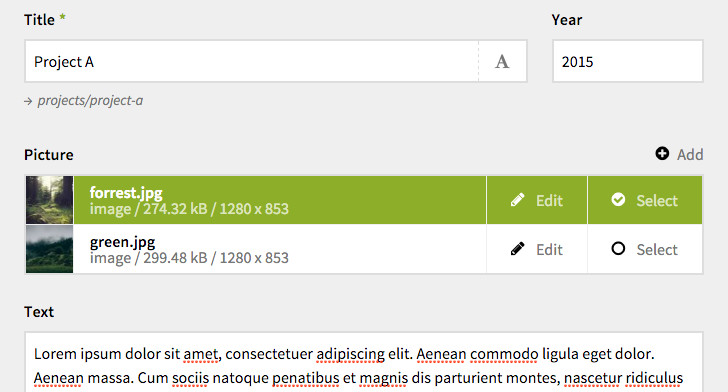 Title *
Year
Project A
A
2015
→ projects/project-a
Picture
Add
forrest.jpg
image / 274.32 kB / 1280 x 853
Edit
Select
green.jpg
image / 299.48 kB / 1280 x 853
Edit
Select
Text
Lorem ipsum dolor sit amet, consectetuer adipiscing elit. Aenean commodo ligula eget dolor.
Aenean massa. Cum sociis natoque penatibus et magnis dis parturient montes, nascetur ridiculus